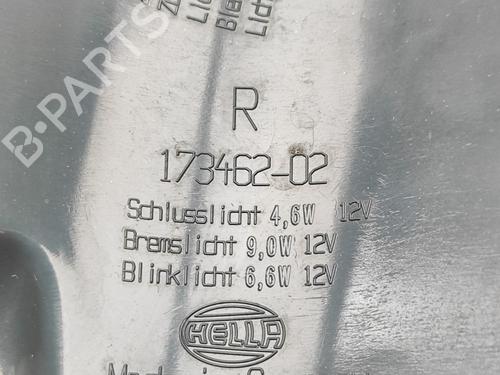 B-PARTS
R
173462-02
Schlusslicht 4,6W 12V
Bremslicht 9,0W 12V
Blinklicht 6,6W 12V
HELLA